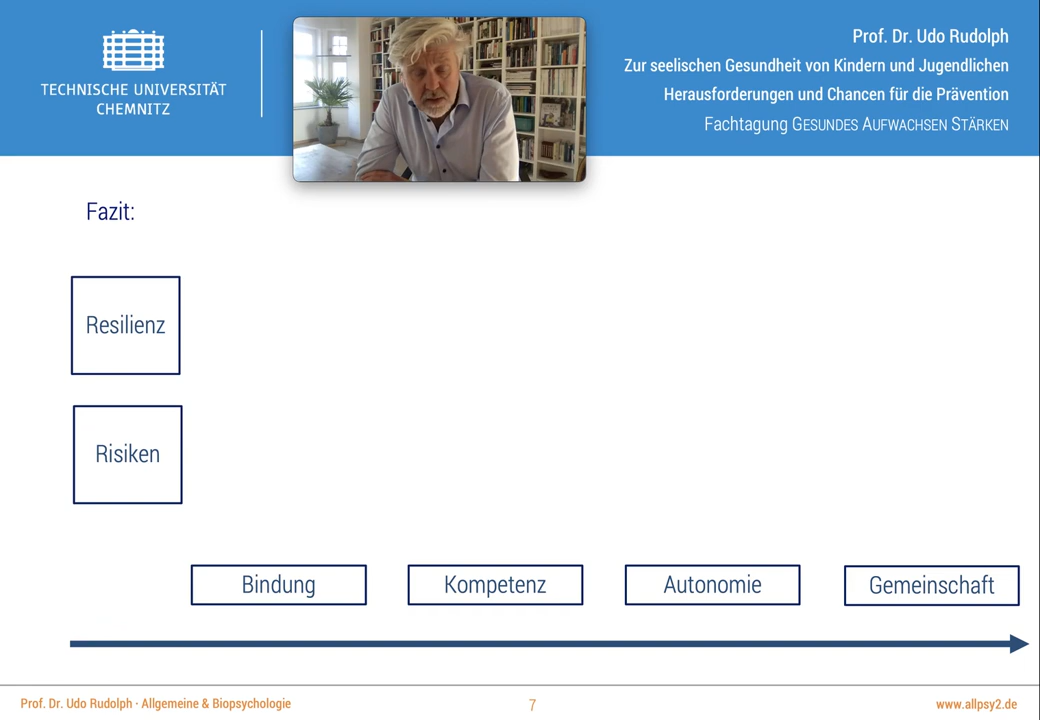 TECHNISCHE UNIVERSITÄT
CHEMNITZ
Prof. Dr. Udo Rudolph
Zur seelischen Gesundheit von Kindern und Jugendlichen
Herausforderungen und Chancen für die Prävention
Fachtagung GESUNDES AUFWACHSEN STÄRKEN
Fazit:
Resilienz
Risiken
Bindung
Kompetenz
Autonomie
Gemeinschaft
Prof. Dr. Udo Rudolph · Allgemeine & Biopsychologie
7
www.allpsy2.de